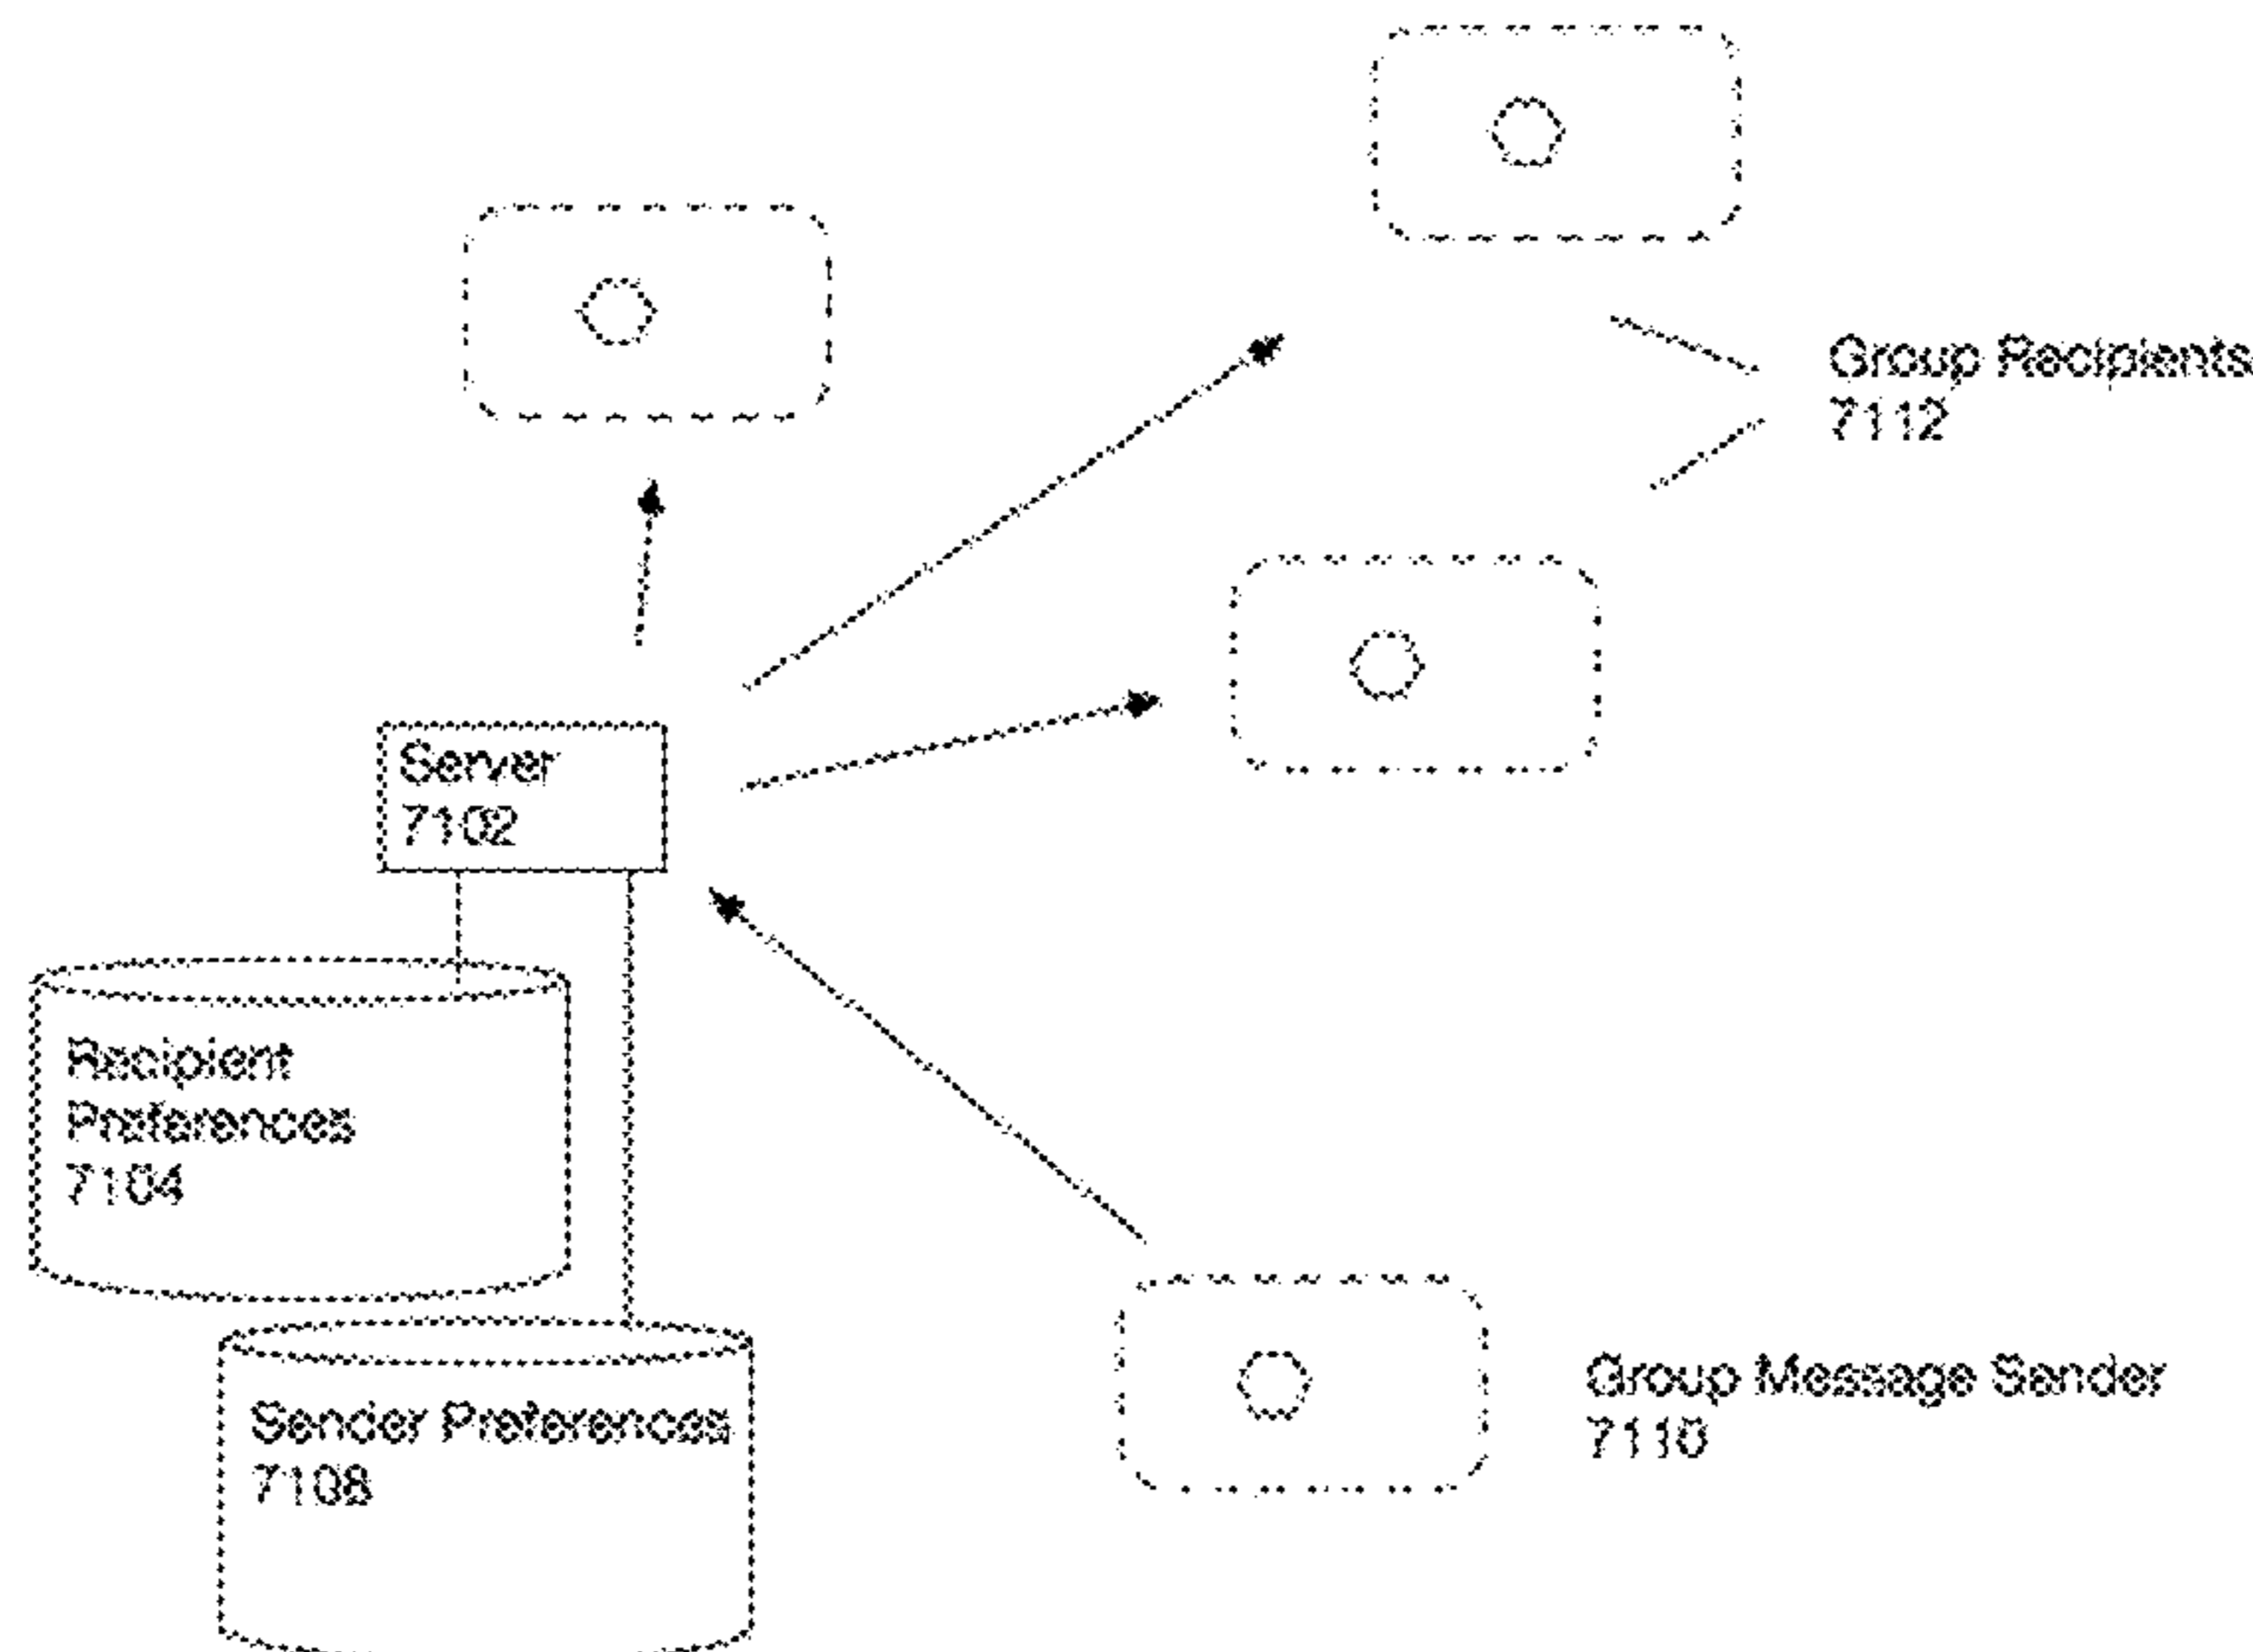 Group Recipients
7112
Server
7102
Recipient
Preferences
7104
Sender Preferences
7108
Group Message Sender
7110